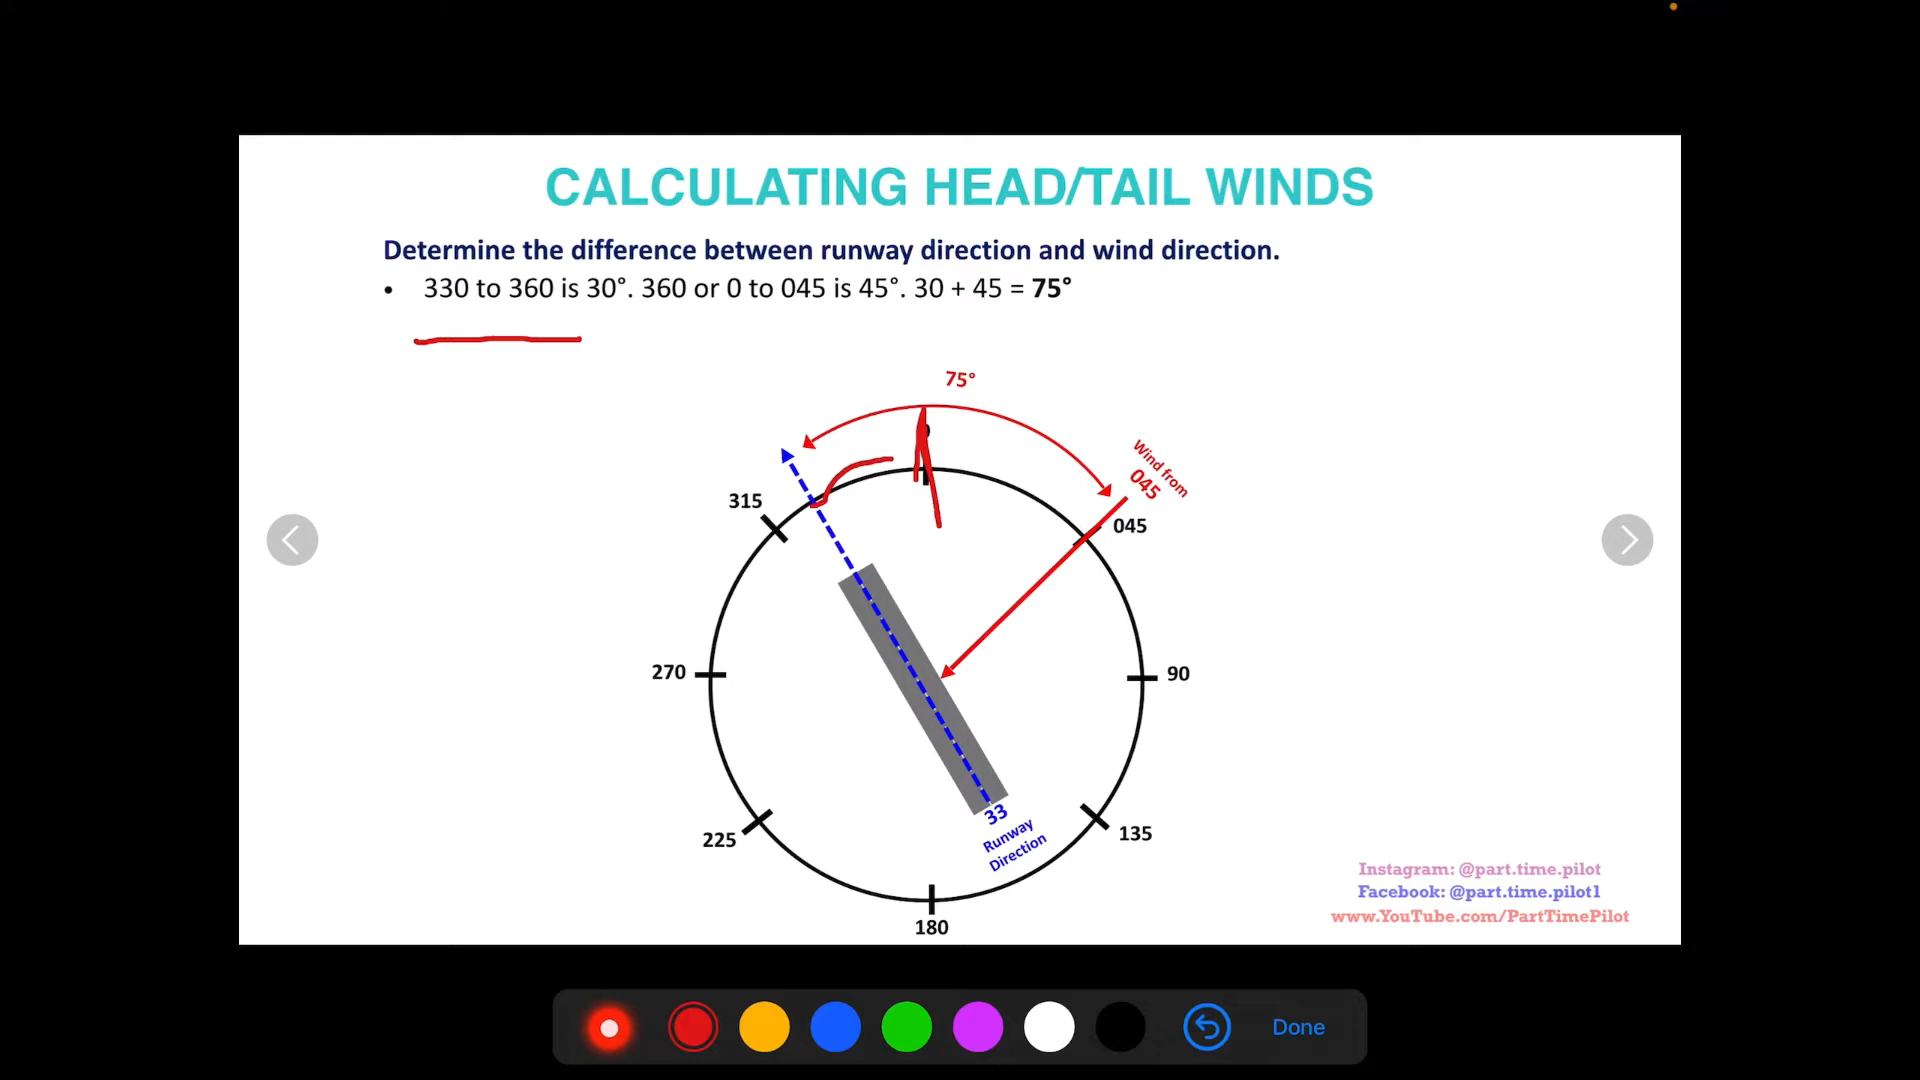 CALCULATING HEAD/TAIL WINDS
Determine the difference between runway direction and wind direction.
• 330 to 360 is 30°. 360 or 0 to 045 is 45°. 30 + 45 = 75°
75°
0
Wind from
045
315
045
270
90
33
Runway
Direction
225
135
180
Instagram: @part.time.pilot
Facebook: @part.time.pilot1
www.YouTube.com/PartTimePilot
Done